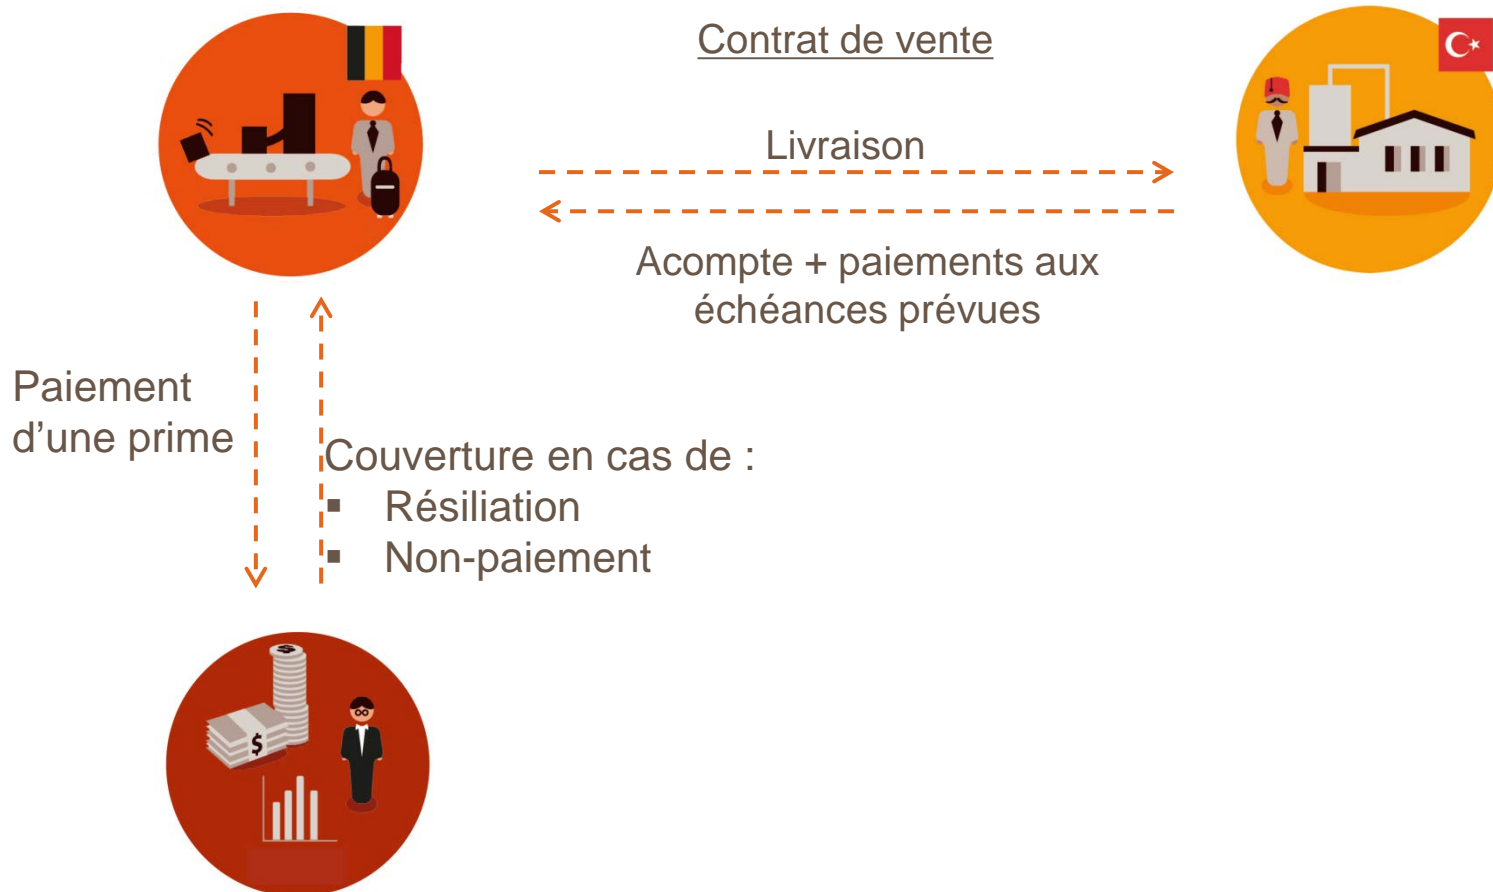 Contrat de vente
Livraison
Acompte + paiements aux
échéances prévues
Paiement
d’une prime
Couverture en cas de :
▪ Résiliation
▪ Non-paiement
$
$